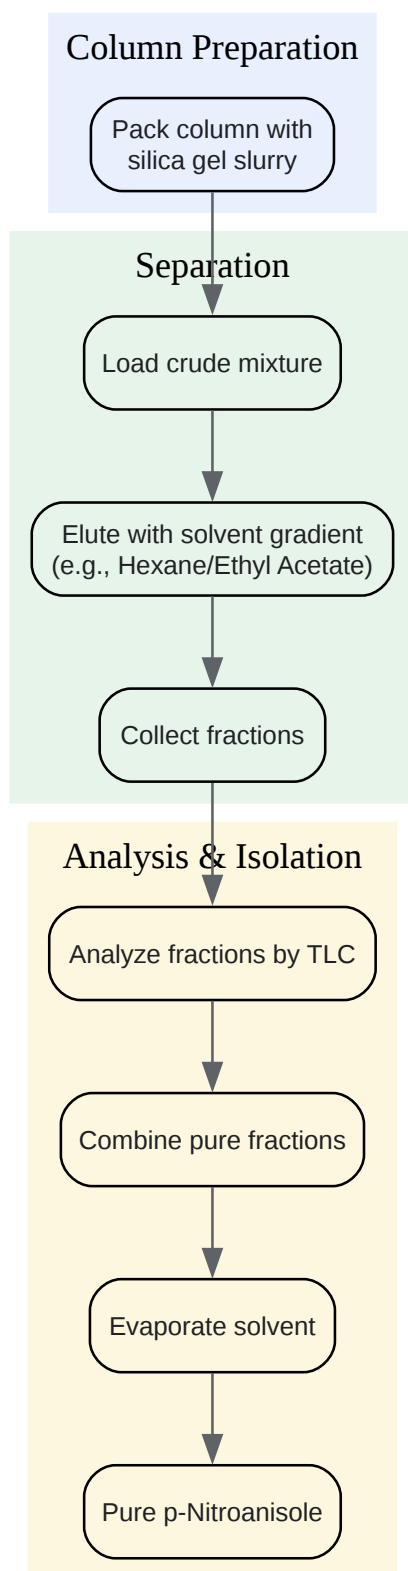 Column Preparation
Pack column with
silica gel slurry
Separation
Load crude mixture
Elute with solvent gradient
(e.g., Hexane/Ethyl Acetate)
Collect fractions
Analysis & Isolation
Analyze fractions by TLC
Combine pure fractions
Evaporate solvent
Pure p-Nitroanisole